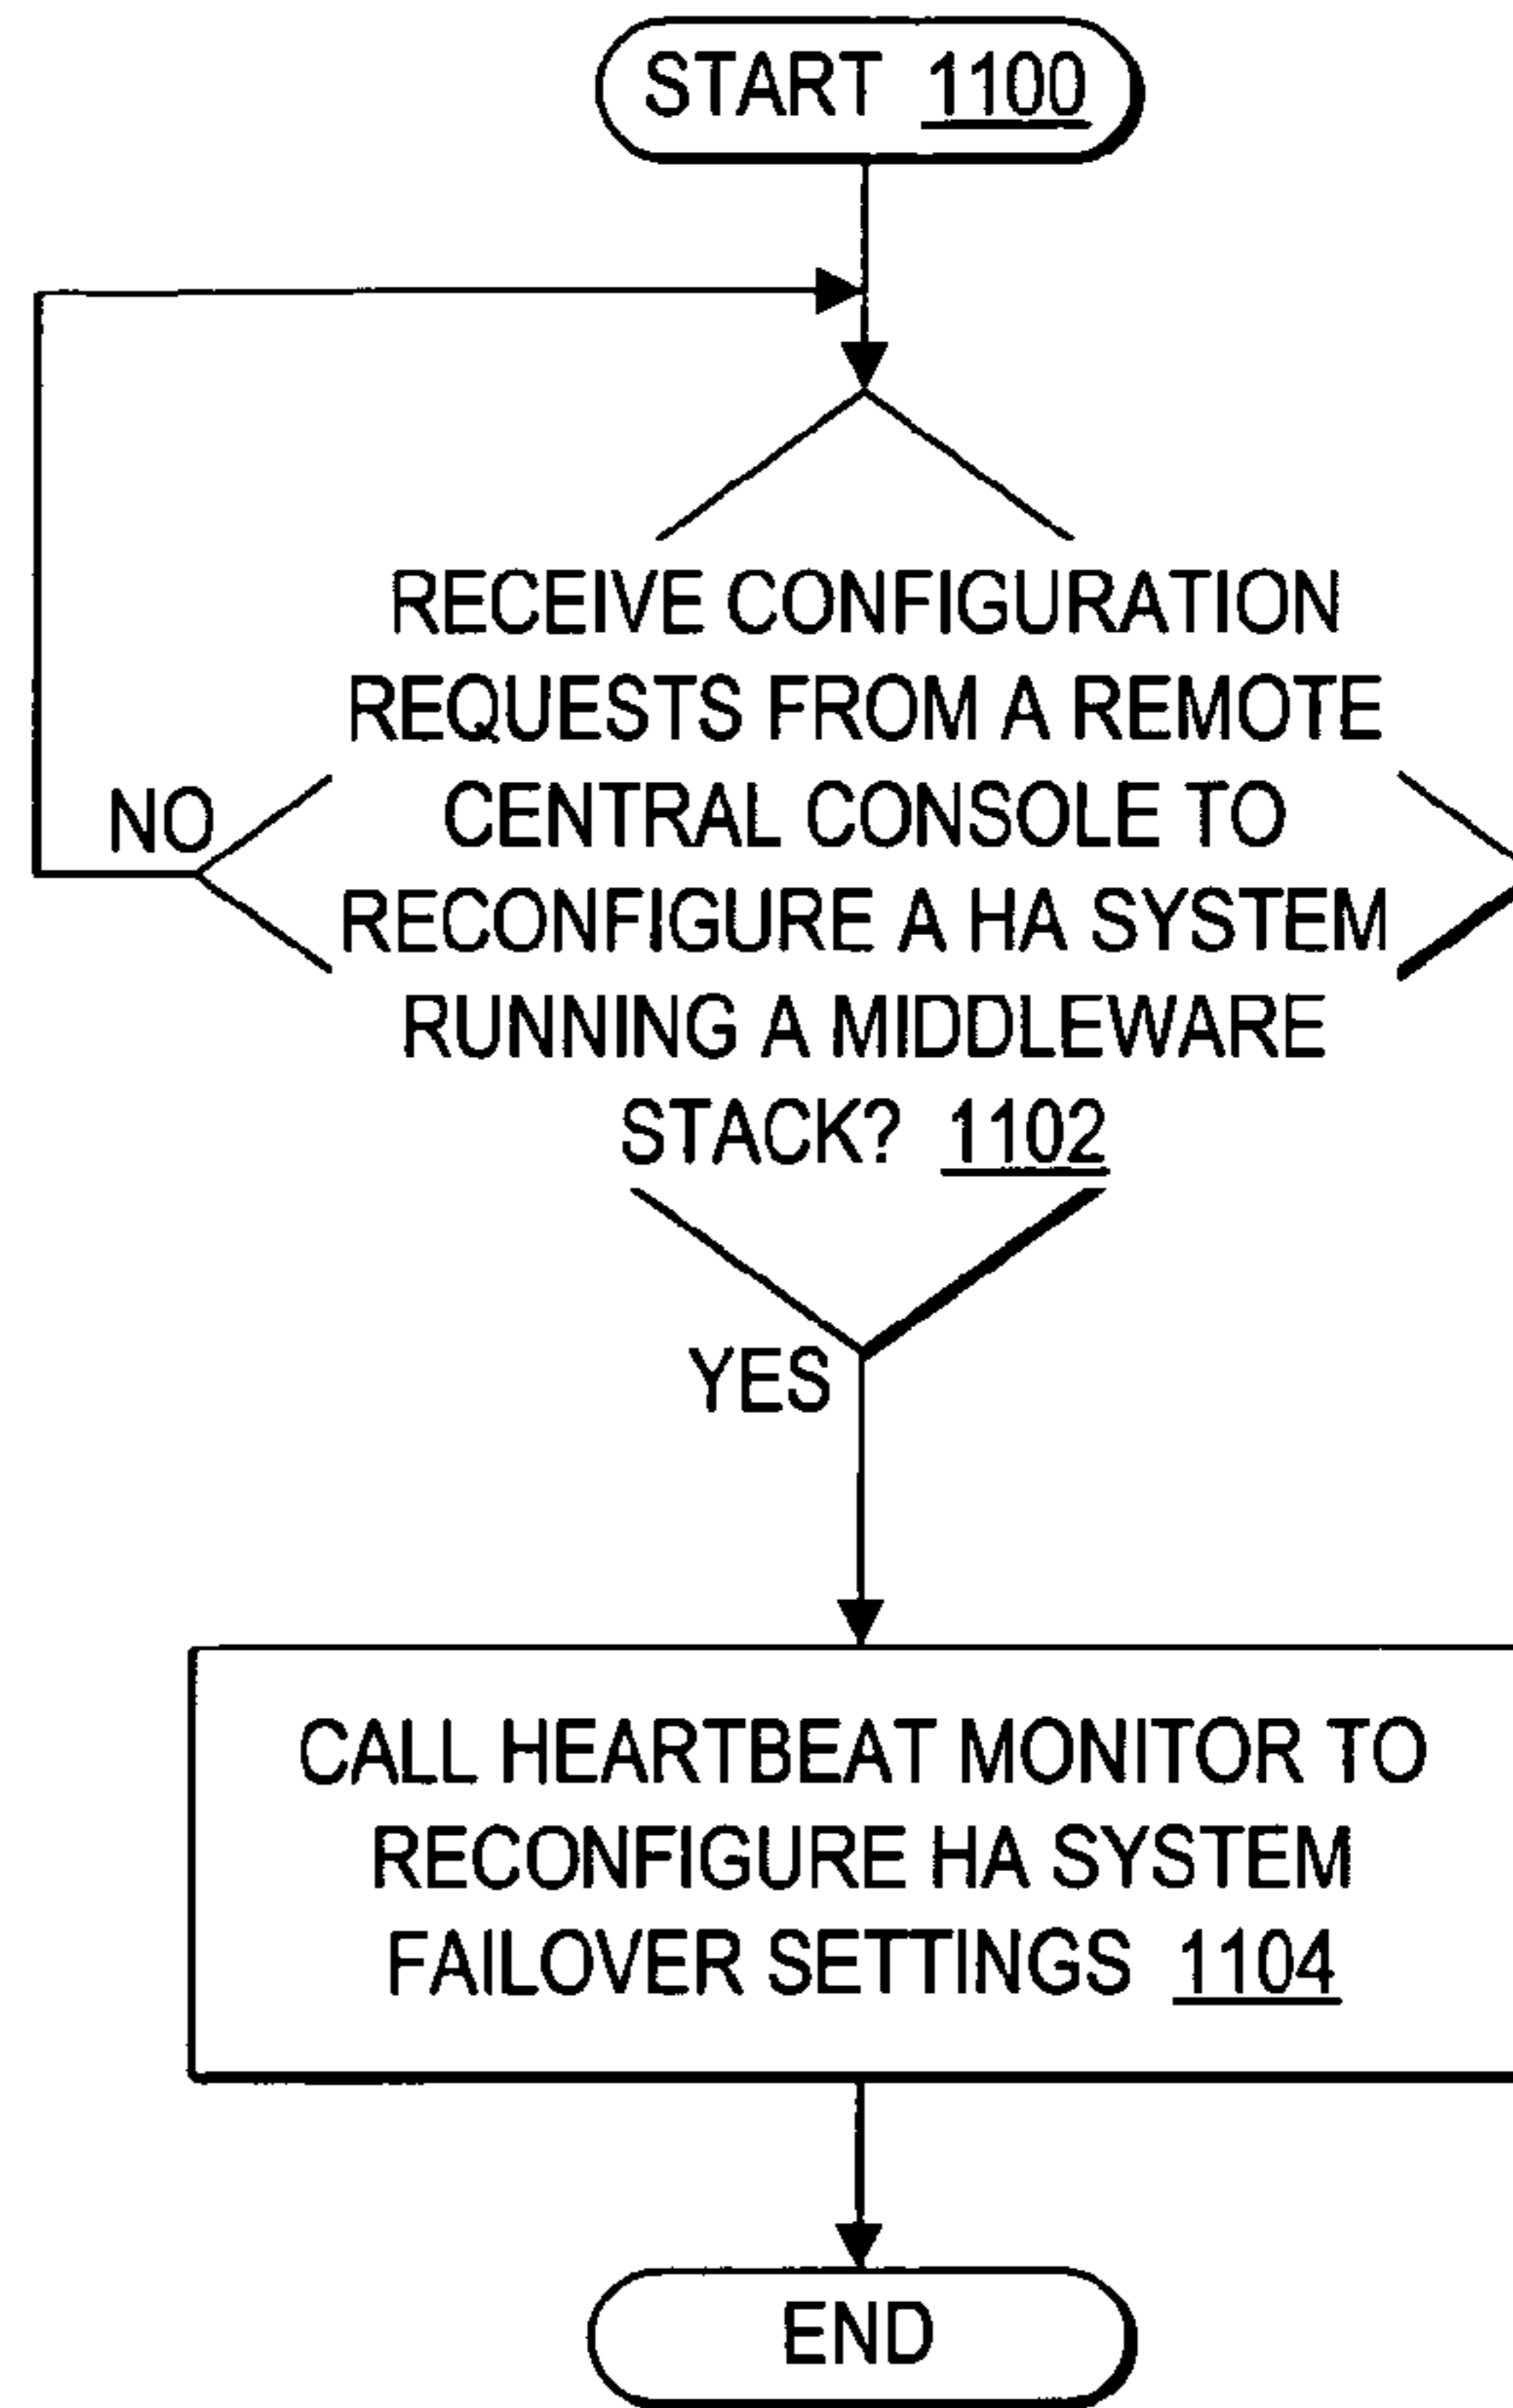 START 1100
RECEIVE CONFIGURATION
REQUESTS FROM A REMOTE
CENTRAL CONSOLE TO
RECONFIGURE A HA SYSTEM
RUNNING A MIDDLEWARE
STACK? 1102
NO
YES
CALL HEARTBEAT MONITOR TO
RECONFIGURE HA SYSTEM
FAILOVER SETTINGS 1104
END